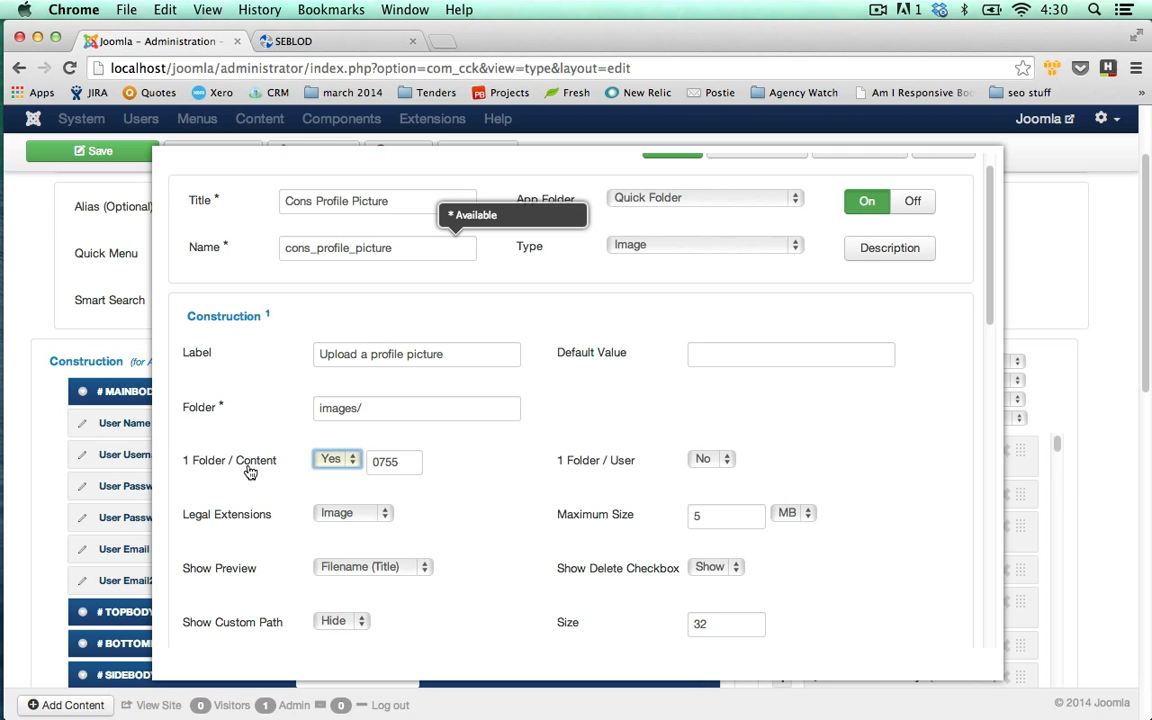 Chrome File Edit View History Bookmarks Window Help 1 4:30
Joomla - Administration - SEBLOD
localhost/joomla/administrator/index.php?option=com_cck&view=type&layout=edit
Apps JIRA Quotes Xero CRM march 2014 Tenders Projects Fresh New Relic Postie Agency Watch Am I Responsive Bo seo stuff »
System Users Menus Content Components Extensions Help Joomla
Save
Alias (Optional) Title * Cons Profile Picture App Folder Quick Folder On Off
* Available
Quick Menu Name * cons_profile_picture Type Image Description
Smart Search
Construction 1
Construction (for A
Label Upload a profile picture Default Value
# MAINBOD
Folder * images/
User Name
User Usern 1 Folder / Content Yes 0755 1 Folder / User No
User Passw
User Passw Legal Extensions Image Maximum Size 5 MB
User Email
User Email2 Show Preview Filename (Title) Show Delete Checkbox Show
# TOPBODY
Show Custom Path Hide Size 32
# BOTTOM
# SIDEBODY
Add Content View Site 0 Visitors 1 Admin 0 Log out © 2014 Joomla